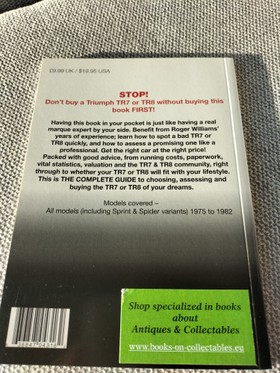 £9.99 UK / $19.95 USA
STOP!
Don't buy a Triumph TR7 or TR8 without buying this
book FIRST!
Having this book in your pocket is just like having a real
marque expert by your side. Benefit from Roger Williams'
years of experience; learn how to spot a bad TR7 or
TR8 quickly, and how to assess a promising one like a
professional. Get the right car at the right price!
Packed with good advice, from running costs, paperwork,
vital statistics, valuation and the TR7 & TR8 community, right
through to whether your TR7 or TR8 will fit with your lifestyle.
This is THE COMPLETE GUIDE to choosing, assessing and
buying the TR7 or TR8 of your dreams.
Models covered –
All models (including Sprint & Spider variants) 1975 to 1982
Shop specialized in books
about
Antiques & Collectables
www.books-on-collectables.eu